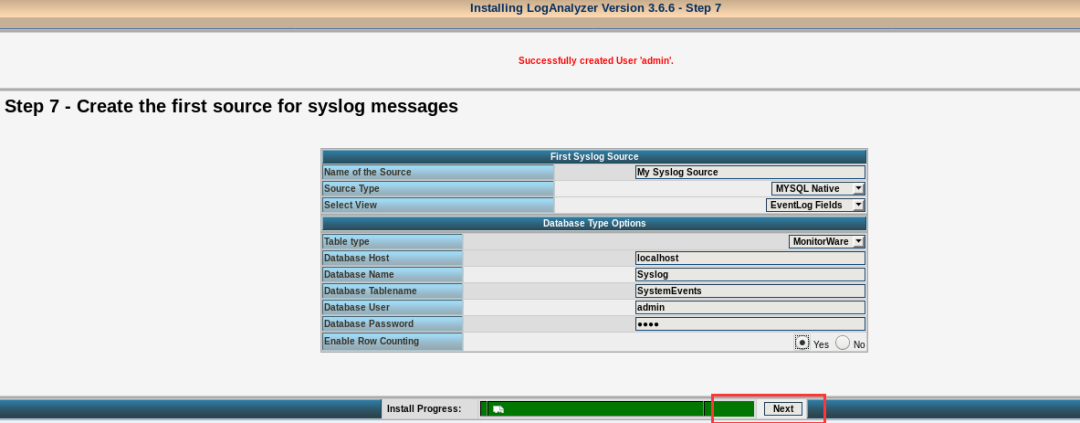 Installing LogAnalyzer Version 3.6.6 - Step 7
Successfully created User 'admin'.
Step 7 - Create the first source for syslog messages
First Syslog Source
Name of the Source My Syslog Source
Source Type MYSQL Native
Select View EventLog Fields
Database Type Options
Table type MonitorWare
Database Host localhost
Database Name Syslog
Database Tablename SystemEvents
Database User admin
Database Password ●●●●
Enable Row Counting Yes No
Install Progress: Next